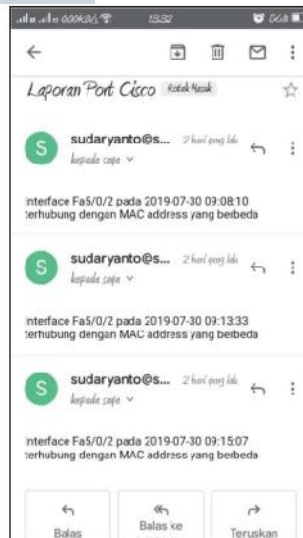 000KB/s 13.32
Laporan Port Cisco Kotak Masuk
S sudaryanto@s... 2 hari yang lalu
kepada saya
Interface Fa5/0/2 pada 2019-07-30 09:08:10
terhubung dengan MAC address yang berbeda
S sudaryanto@s... 2 hari yang lalu
kepada saya
Interface Fa5/0/2 pada 2019-07-30 09:13:33
terhubung dengan MAC address yang berbeda
S sudaryanto@s... 2 hari yang lalu
kepada saya
Interface Fa5/0/2 pada 2019-07-30 09:15:07
terhubung dengan MAC address yang berbeda
Balas
Balas ke
Teruskan